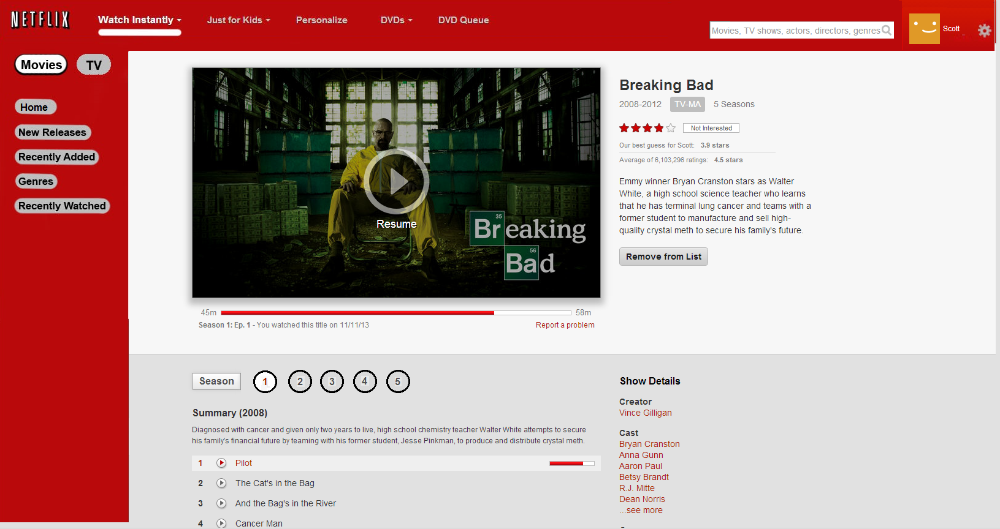 NETFLIX
Watch Instantly
Just for Kids
Personalize
DVDs
DVD Queue
Movies, TV shows, actors, directors, genres
Scott
Movies
TV
Home
New Releases
Recently Added
Genres
Recently Watched
Resume
35
Breaking
56
Bad
45m
58m
Season 1: Ep. 1 - You watched this title on 11/11/13
Report a problem
Breaking Bad
2008-2012 TV-MA 5 Seasons
Not Interested
Our best guess for Scott: 3.9 stars
Average of 6,103,296 ratings: 4.5 stars
Emmy winner Bryan Cranston stars as Walter
White, a high school science teacher who learns
that he has terminal lung cancer and teams with a
former student to manufacture and sell high-
quality crystal meth to secure his family's future.
Remove from List
Season 1 2 3 4 5
Summary (2008)
Diagnosed with cancer and given only two years to live, high school chemistry teacher Walter White attempts to secure
his family's financial future by teaming with his former student, Jesse Pinkman, to produce and distribute crystal meth.
1 Pilot
2 The Cat's in the Bag
3 And the Bag's in the River
4 Cancer Man
Show Details
Creator
Vince Gilligan
Cast
Bryan Cranston
Anna Gunn
Aaron Paul
Betsy Brandt
R.J. Mitte
Dean Norris
...see more